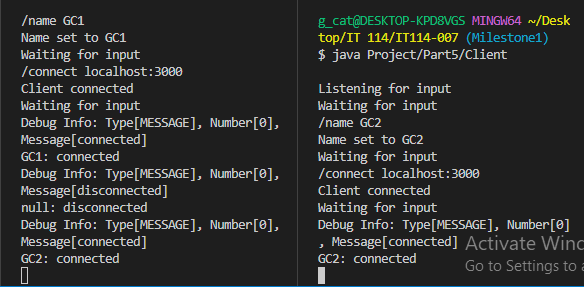 /name GC1
Name set to GC1
Waiting for input
/connect localhost:3000
Client connected
Waiting for input
Debug Info: Type[MESSAGE], Number[0],
Message[connected]
GC1: connected
Debug Info: Type[MESSAGE], Number[0],
Message[disconnected]
null: disconnected
Debug Info: Type[MESSAGE], Number[0],
Message[connected]
GC2: connected
g_cat@DESKTOP-KPD8VGS MINGW64 ~/Desk
top/IT 114/IT114-007 (Milestone1)
$ java Project/Part5/Client
Listening for input
Waiting for input
/name GC2
Name set to GC2
Waiting for input
/connect localhost:3000
Client connected
Waiting for input
Debug Info: Type[MESSAGE], Number[0]
, Message[connected]
GC2: connected
Activate Wind
Go to Settings to a